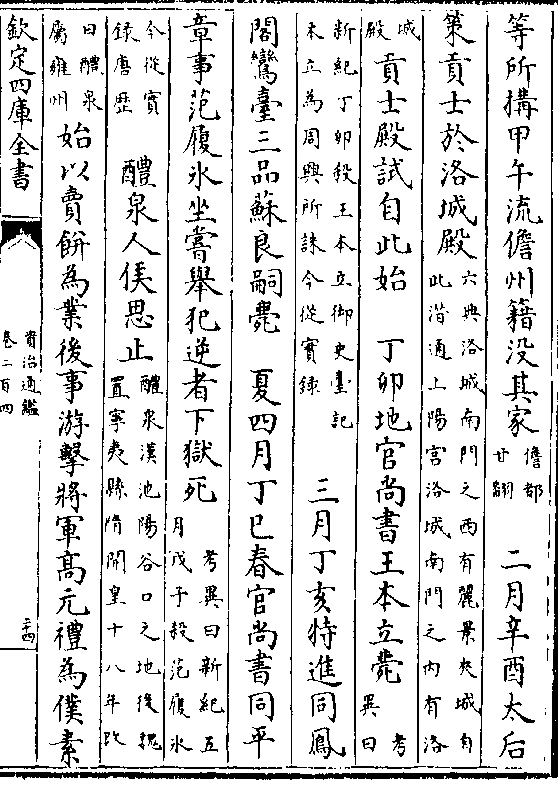 等所搆甲午流儋州籍没其家儋都甘翻二月辛酉太后
策貢士於洛城殿六典洛城南門之西有麗景夾城自此潛通上陽宮洛城南門之内有洛
城殿貢士殿試自此始丁卯地官尚書王本立薨考異曰
新紀丁卯殺王本立御史臺記本立為周興所誅今從實錄三月丁亥特進同鳳
閣鸞臺三品蘇良嗣薨夏四月丁巳春官尚書同平
章事范履氷坐嘗舉犯逆者下獄死考異曰新紀五月戊子殺范履氷
今從實録唐歴醴泉人侯思止醴泉漢池陽谷口之地後魏置寧夷縣隋開皇十八年改
曰醴泉屬雍州始以賣餅為業後事游擊將軍高元禮為僕素
欽定四庫全書
資治通鑑
卷二百四